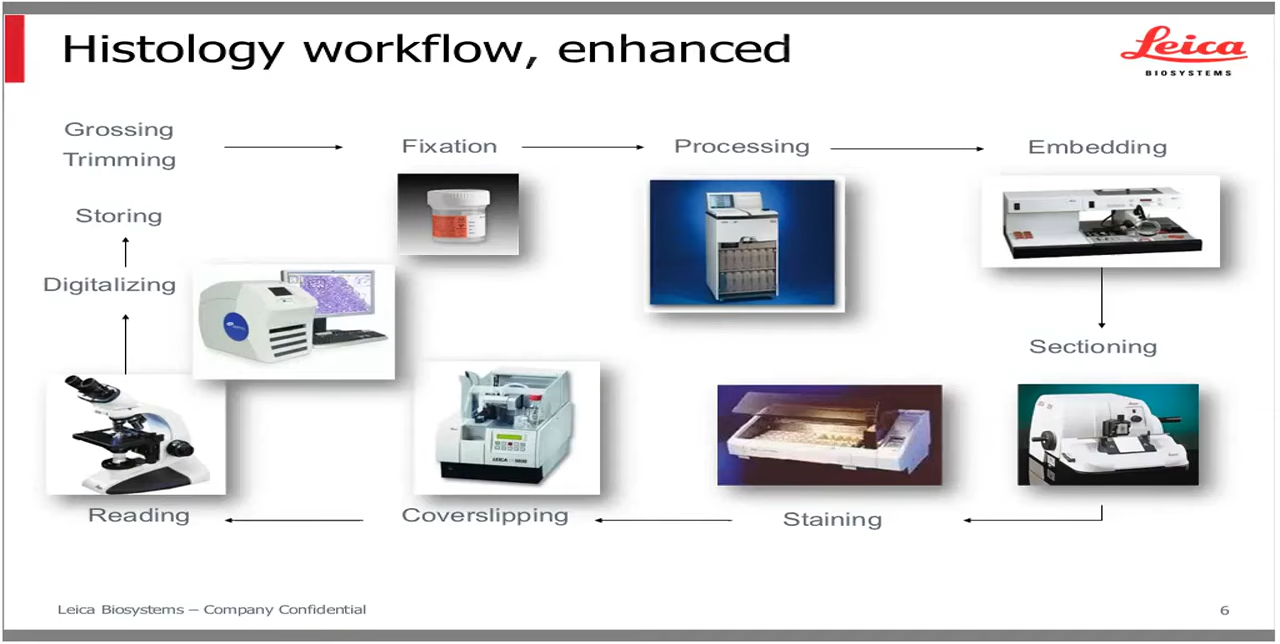 Histology workflow, enhanced
Leica
BIOSYSTEMS
Grossing
Trimming
Fixation
Processing
Embedding
Storing
Digitalizing
Sectioning
LEICA
Reading
Coverslipping
Staining
Leica Biosystems – Company Confidential
6